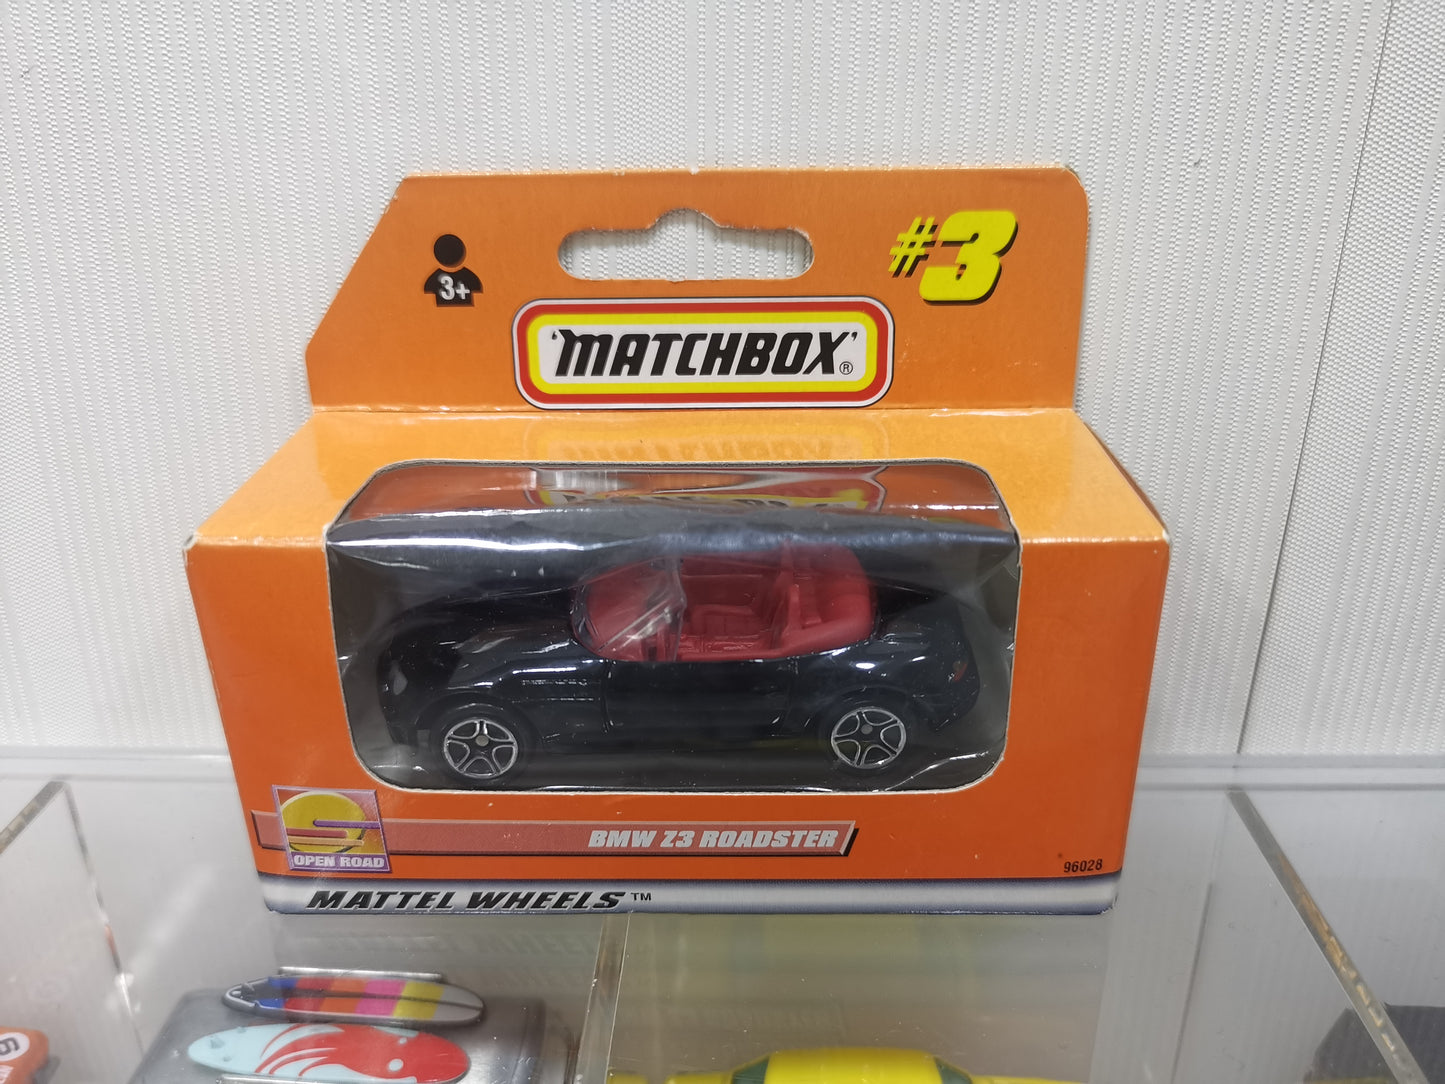 3+
#3
'MATCHBOX'®
BMW Z3 ROADSTER
OPEN ROAD
96028
MATTEL WHEELS™